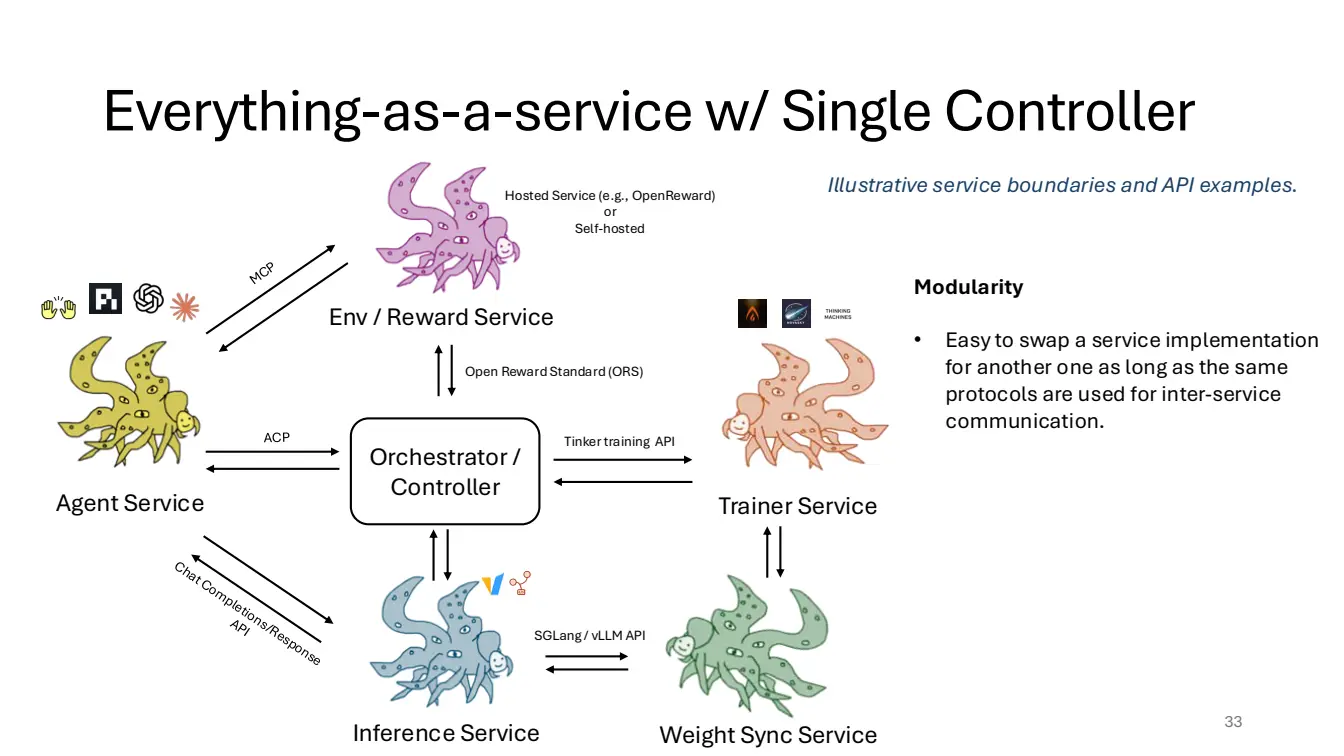 Everything-as-a-service w/ Single Controller
Illustrative service boundaries and API examples.
Hosted Service (e.g., OpenReward)
or
Self-hosted
MCP
Env / Reward Service
Open Reward Standard (ORS)
THINKING
MACHINES
Modularity
• Easy to swap a service implementation
for another one as long as the same
protocols are used for inter-service
communication.
ACP
Orchestrator /
Controller
Tinker training API
Agent Service
Trainer Service
Chat Completions/Response
API
SGLang / vLLM API
Inference Service
Weight Sync Service
33